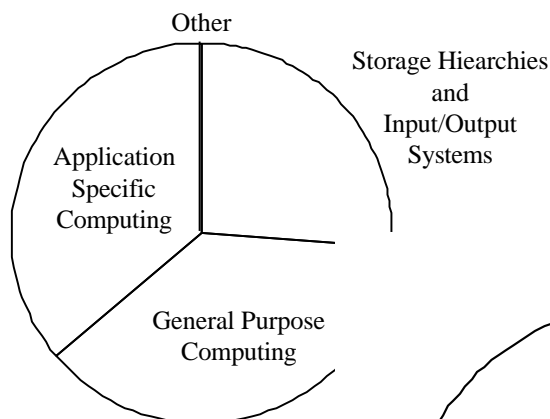 Other
Storage Hiearchies
and
Input/Output
Systems
Application
Specific
Computing
General Purpose
Computing